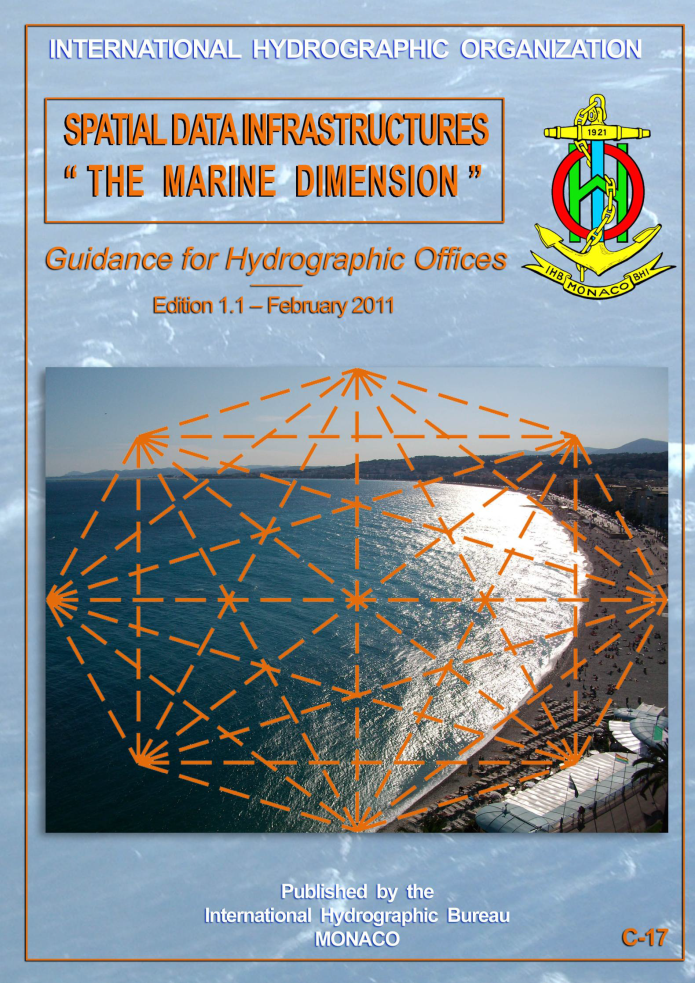 INTERNATIONAL HYDROGRAPHIC ORGANIZATION
SPATIAL DATA INFRASTRUCTURES
“ THE MARINE DIMENSION ”
1921
IHB MONACO BHI
Guidance for Hydrographic Offices
Edition 1.1 – February 2011
Published by the
International Hydrographic Bureau
MONACO
C-17